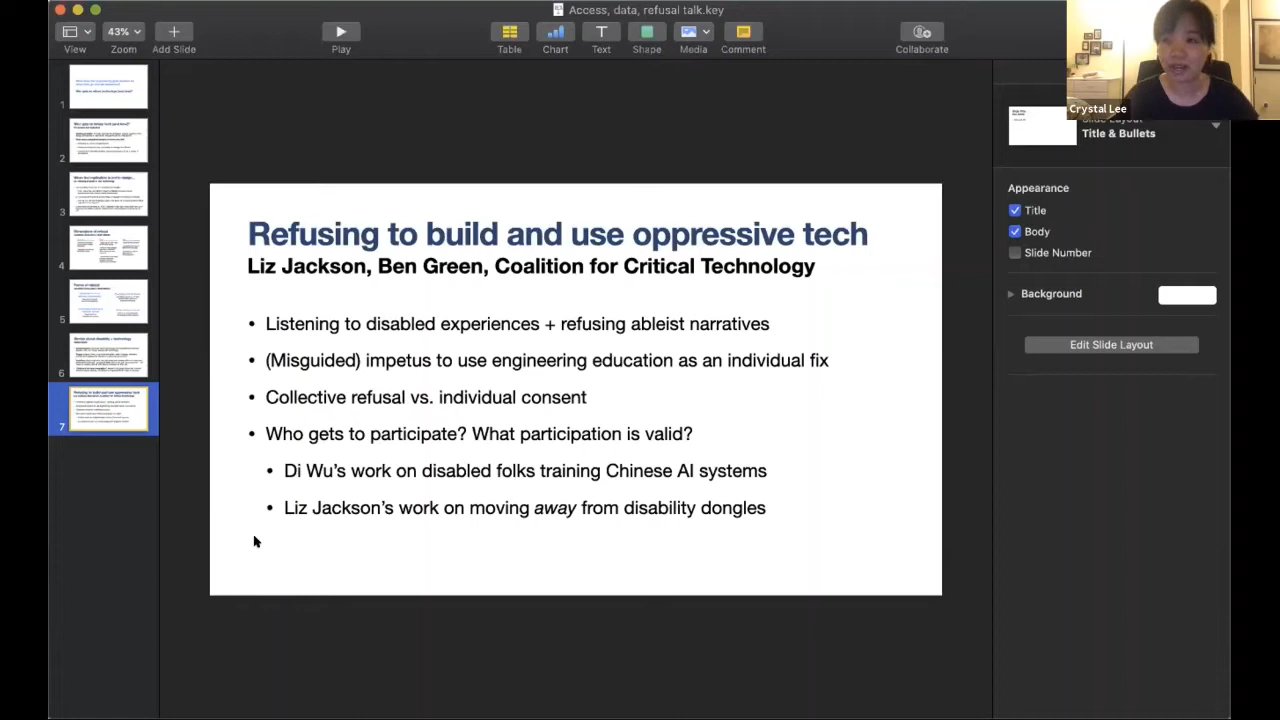 Access, data, refusal talk.key
43%
View
Zoom
Add Slide
Play
Table
Chart
Text
Shape
Media
Comment
Collaborate
Crystal Lee
Slide Layout
Title & Bullets
Appearance
Title
Body
Slide Number
Background
Edit Slide Layout
1
2
3
4
5
6
7
Refusing to build and use oppressive tech
Liz Jackson, Ben Green, Coalition for Critical Technology
• Listening to disabled experiences + refusing ableist narratives
• (Misguided) impetus to use empowering education as an individual fix
• Collective refusal vs. individual consent
• Who gets to participate? What participation is valid?
• Di Wu’s work on disabled folks training Chinese AI systems
• Liz Jackson’s work on moving away from disability dongles